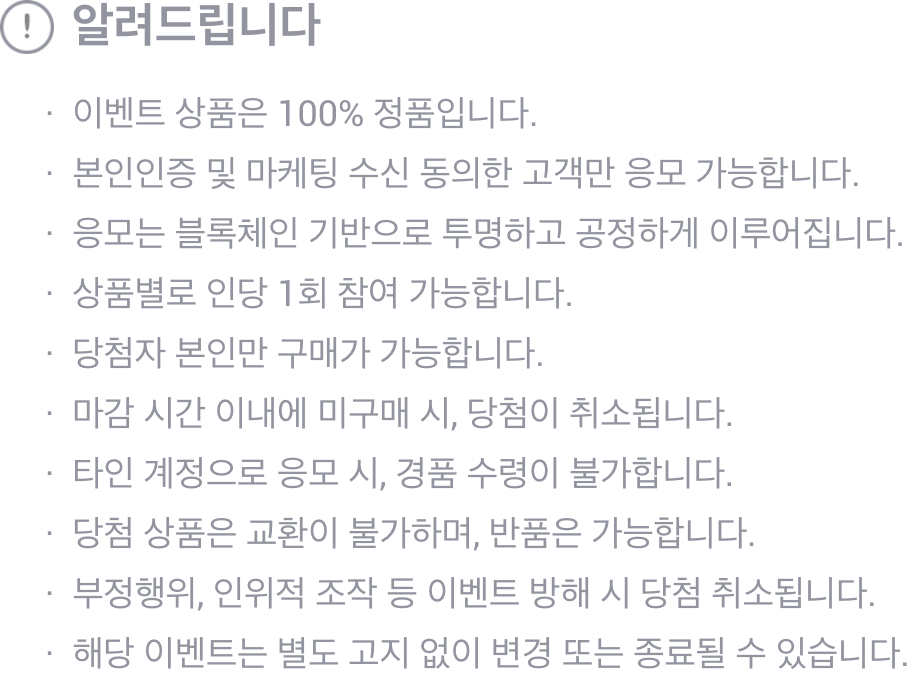 ! 알려드립니다
· 이벤트 상품은 100% 정품입니다.
· 본인인증 및 마케팅 수신 동의한 고객만 응모 가능합니다.
· 응모는 블록체인 기반으로 투명하고 공정하게 이루어집니다.
· 상품별로 인당 1회 참여 가능합니다.
· 당첨자 본인만 구매가 가능합니다.
· 마감 시간 이내에 미구매 시, 당첨이 취소됩니다.
· 타인 계정으로 응모 시, 경품 수령이 불가합니다.
· 당첨 상품은 교환이 불가하며, 반품은 가능합니다.
· 부정행위, 인위적 조작 등 이벤트 방해 시 당첨 취소됩니다.
· 해당 이벤트는 별도 고지 없이 변경 또는 종료될 수 있습니다.